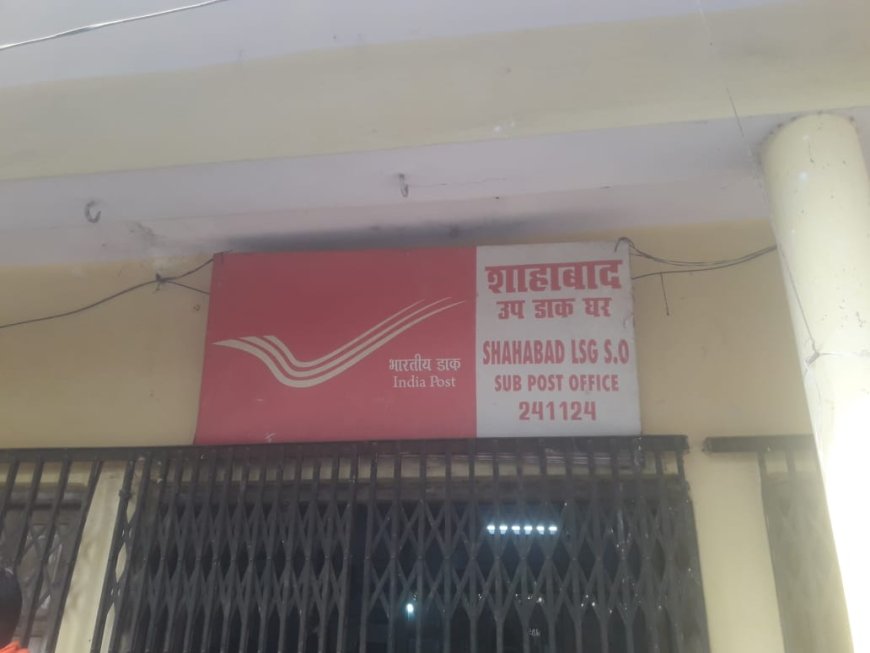 भारतीय डाक
India Post
शाहाबाद
उप डाक घर
SHAHABAD LSG S.O
SUB POST OFFICE
241124